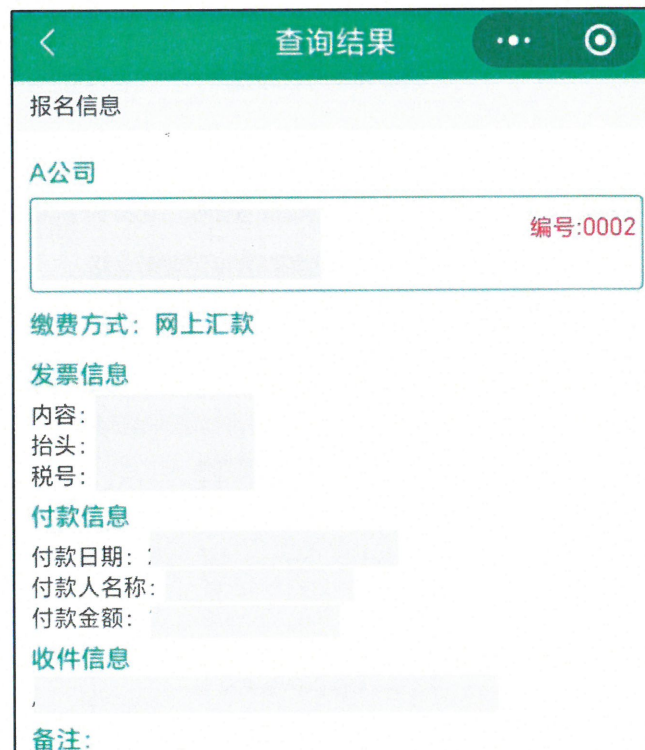 查询结果
报名信息
A公司
编号:0002
缴费方式：网上汇款
发票信息
内容：
抬头：
税号：
付款信息
付款日期：
付款人名称：
付款金额：
收件信息
备注：